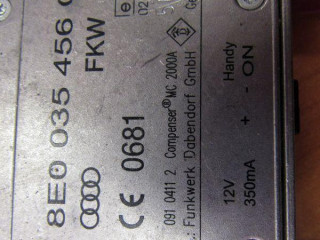 8E0 035 456
FKW
CE 0681
091 0411 2 Compenser® MC 2000A
Funkwerk Dabendorf GmbH
Handy
12V + - ON
350mA
02